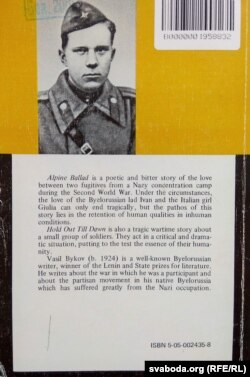 B0000001958832
Alpine Ballad is a poetic and bitter story of the love
between two fugitives from a Nazy concentration camp
during the Second World War. Under the circumstances,
the love of the Byelorussian lad Ivan and the Italian girl
Giulia can only end tragically, but the pathos of this
story lies in the retention of human qualities in inhuman
conditions.
Hold Out Till Dawn is also a tragic wartime story about
a small group of soldiers. They act in a critical and drama-
tic situation, putting to the test the essence of their hu-
manity.
Vasil Bykov (b. 1924) is a well-known Byelorussian
writer, winner of the Lenin and State prizes for literature.
He writes about the war in which he was a participant and
about the partisan movement in his native Byelorussia
which has suffered greatly from the Nazi occupation.
ISBN 5-05-002435-8
svaboda.org (RFE/RL)